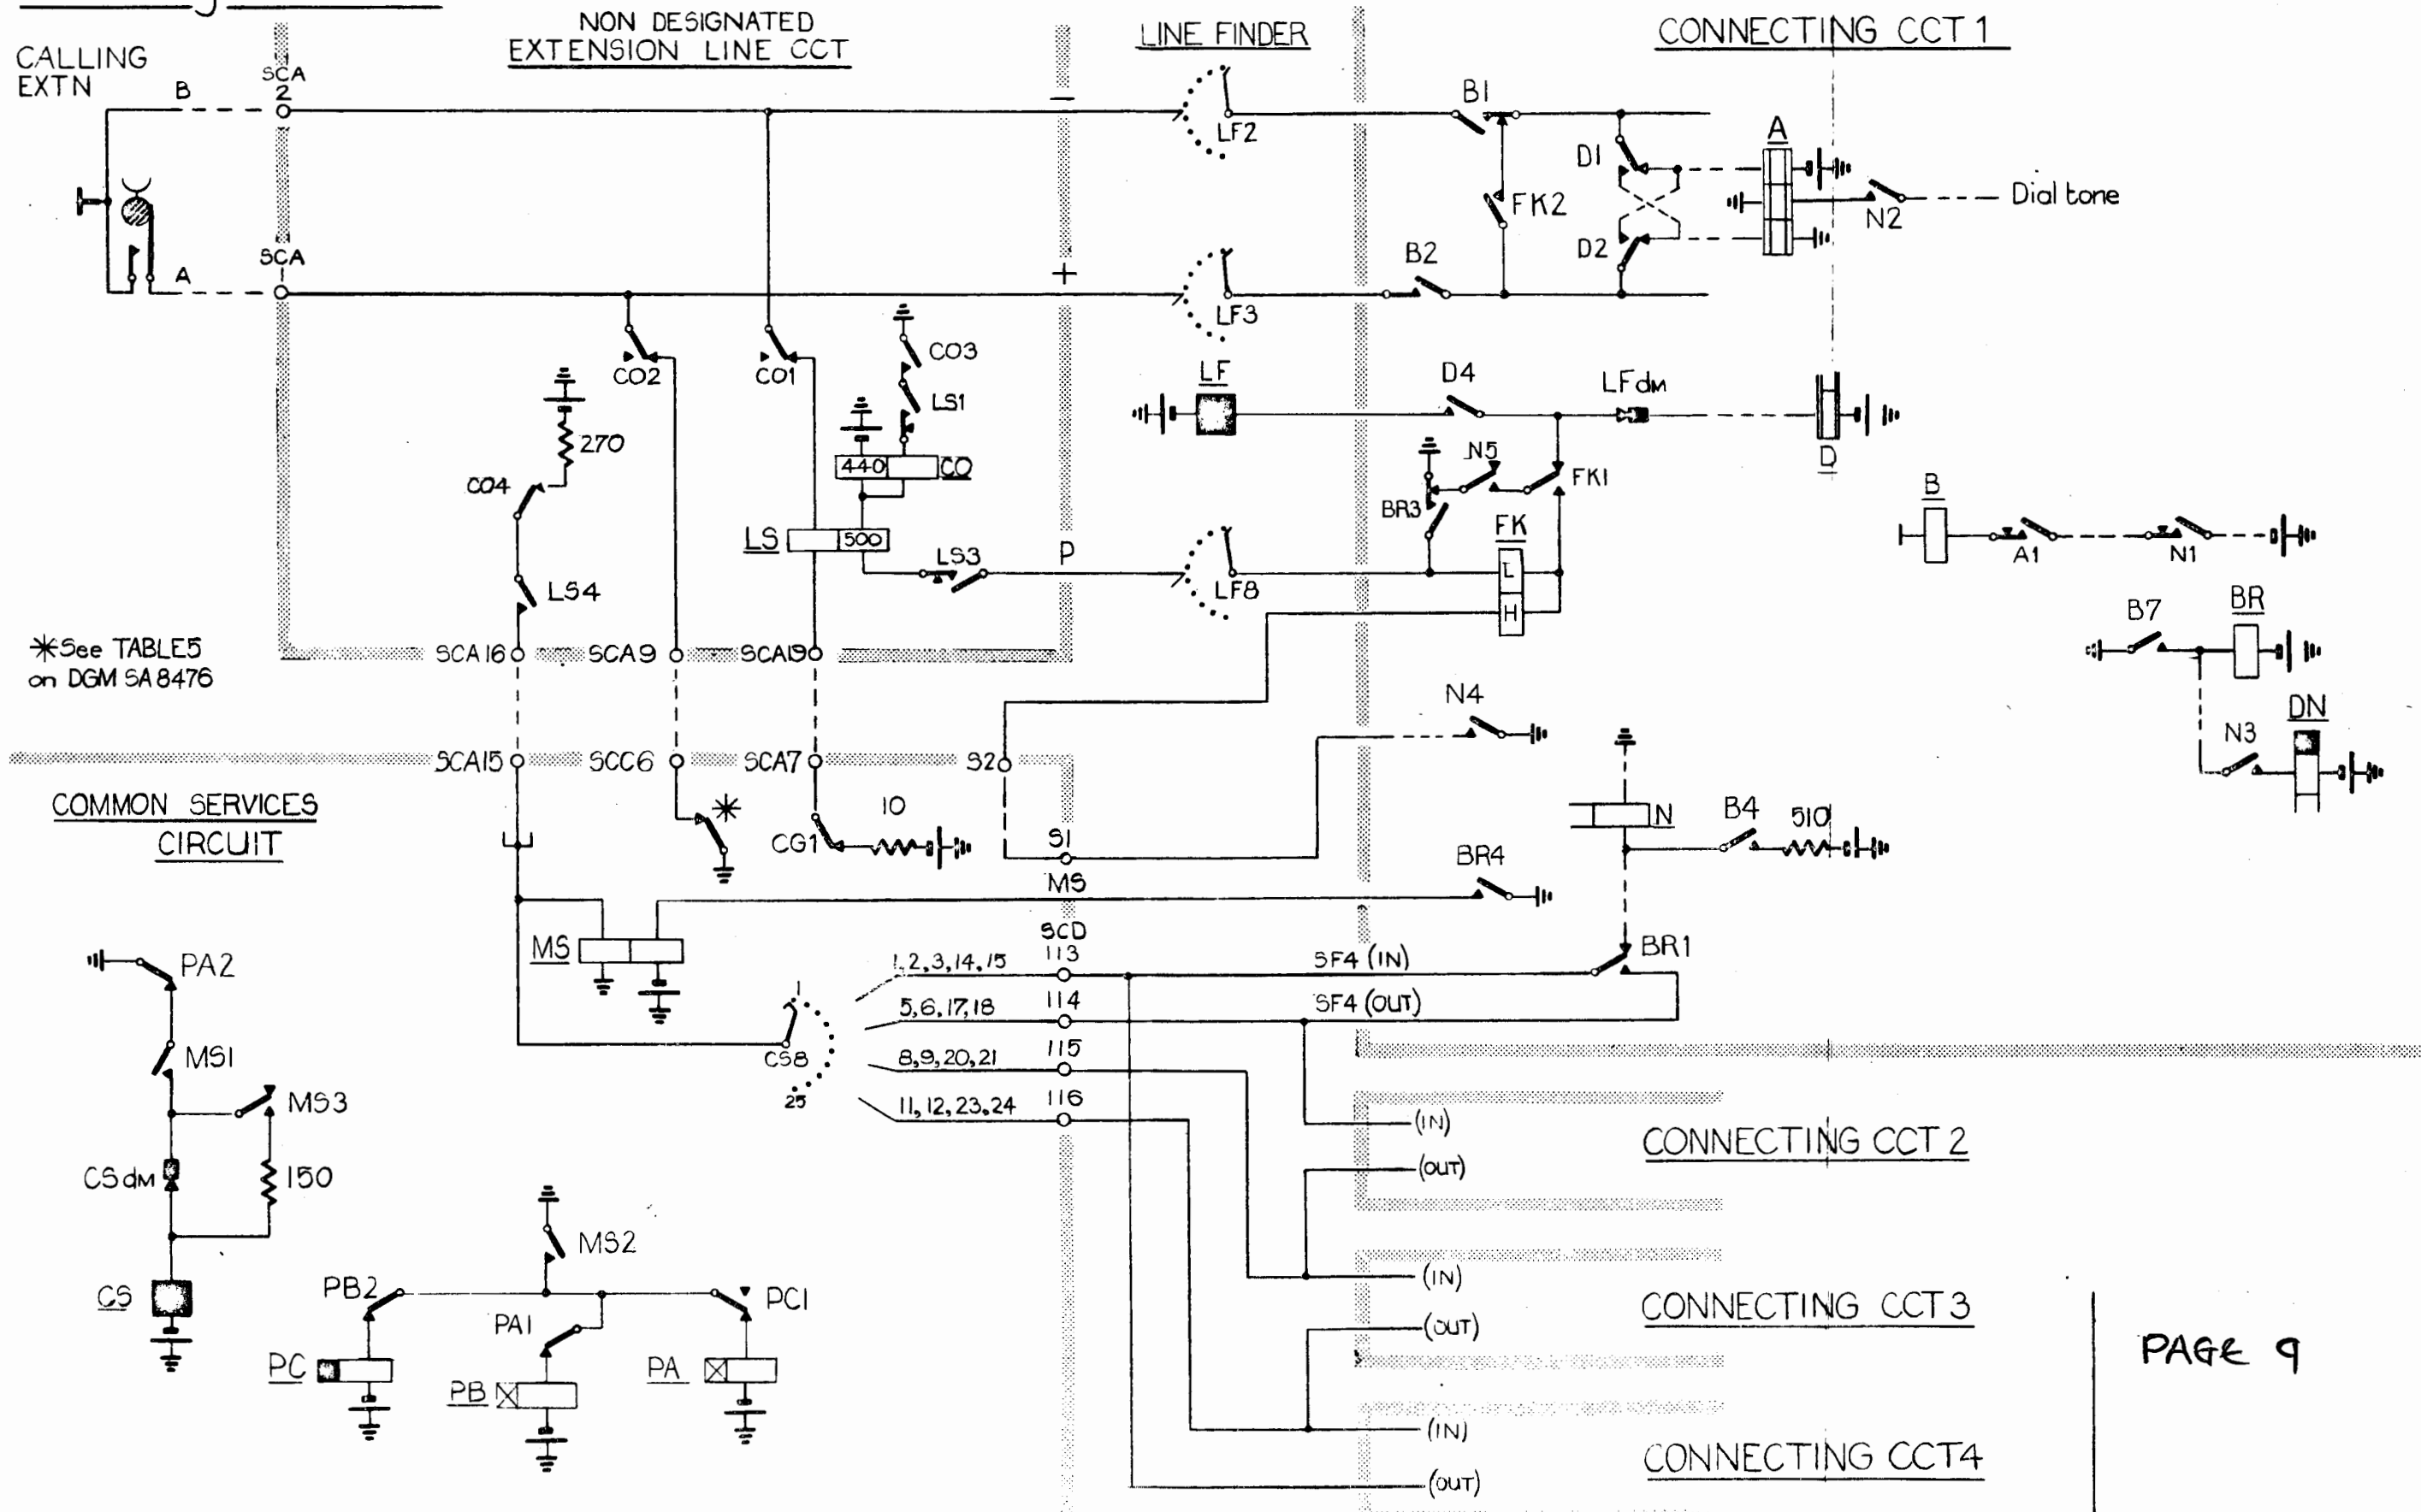 CALLING
EXTN
NON DESIGNATED
EXTENSION LINE CCT
LINE FINDER
CONNECTING CCT 1
B
SCA
2
SCA
A
−
+
LF2
LF3
B1
B2
FK2
D1
D2
A
N2
Dial tone
CO2
CO1
CO3
LS1
440
CO
270
CO4
LS4
LS
500
LS3
P
LF8
LF
D4
LFdm
D
N5
FK1
BR3
FK
L
H
B
A1
N1
B7
BR
N3
DN
*See TABLE5
on DGM SA8476
SCA16
SCA9
SCA19
SCA15
SCC6
SCA7
S2
N4
COMMON SERVICES
CIRCUIT
*
CG1
10
S1
MS
BR4
N
B4
510
MS
SCD
113
1,2,3,14,15
SF4 (IN)
BR1
114
5,6,17,18
SF4 (OUT)
115
8,9,20,21
116
11,12,23,24
1
CS8
25
PA2
MS1
MS3
CSdm
150
CS
MS2
PB2
PA1
PC1
PC
PB
PA
(IN)
(OUT)
CONNECTING CCT 2
(IN)
(OUT)
CONNECTING CCT 3
(IN)
(OUT)
CONNECTING CCT4
PAGE 9